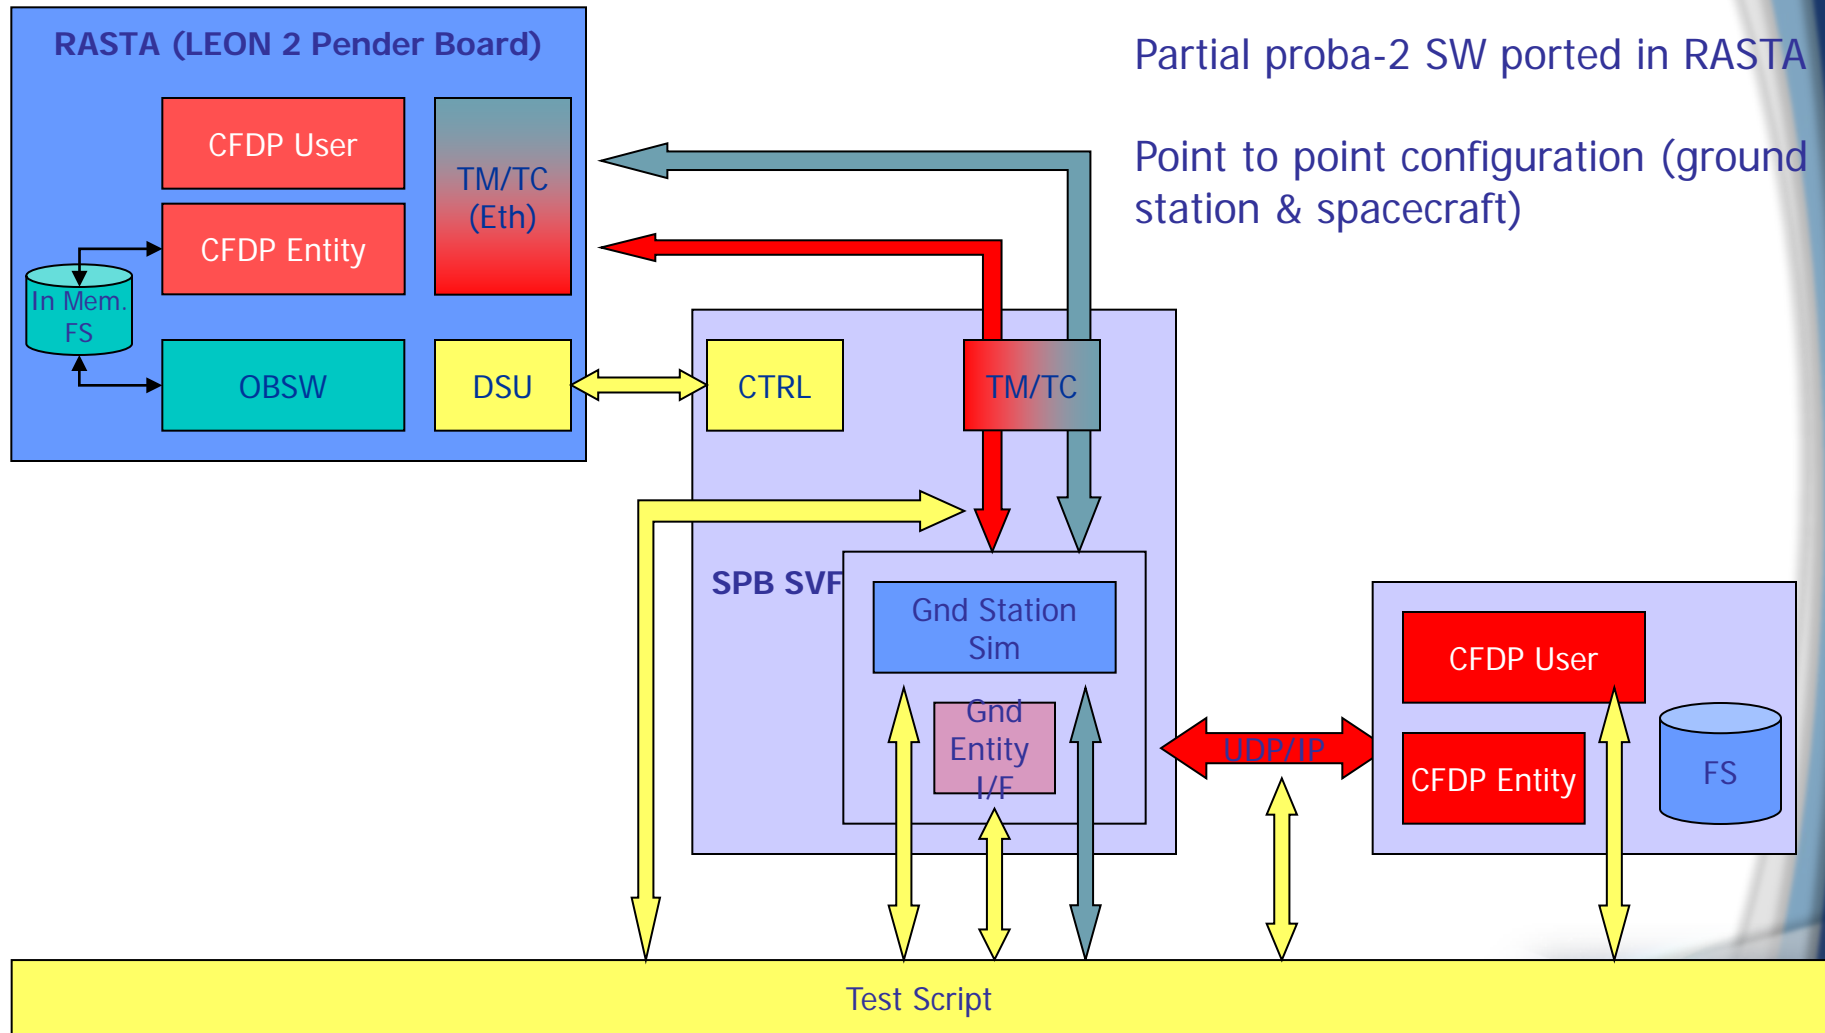 RASTA (LEON 2 Pender Board)
Partial proba-2 SW ported in RASTA
Point to point configuration (ground
station & spacecraft)
CFDP User
TM/TC
(Eth)
CFDP Entity
In Mem.
FS
OBSW
DSU
CTRL
TM/TC
SPB SVF
Gnd Station
Sim
Gnd
Entity
I/F
UDP/IP
CFDP User
CFDP Entity
FS
Test Script